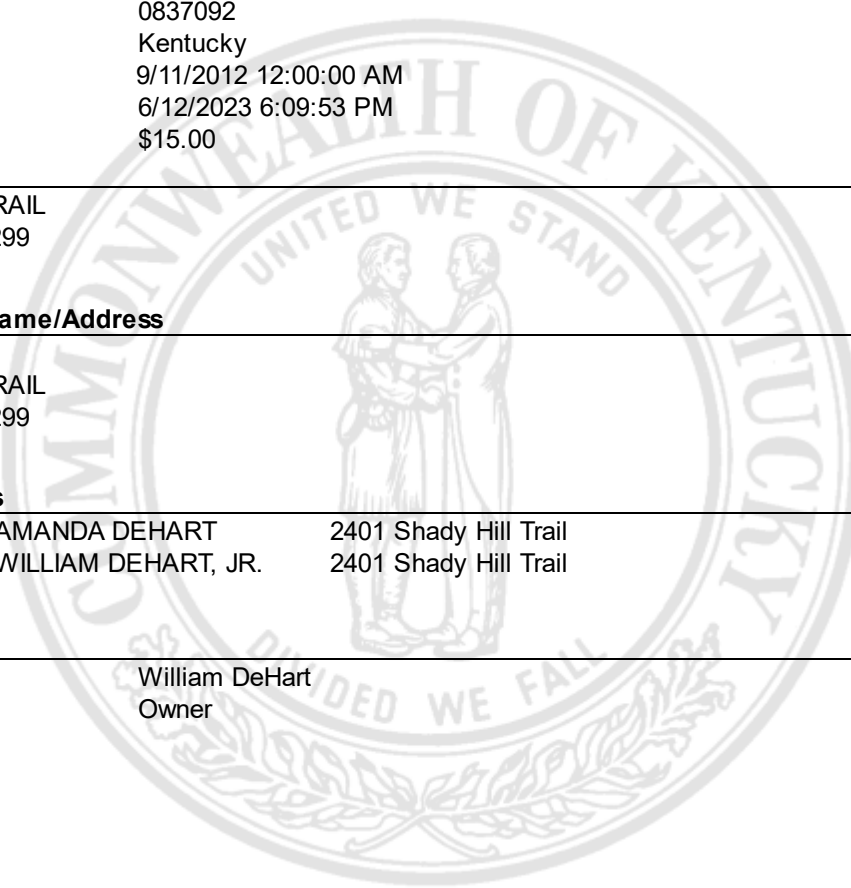 0837092
Kentucky
9/11/2012 12:00:00 AM
6/12/2023 6:09:53 PM
$15.00
RAIL
299
ame/Address
RAIL
299
s
AMANDA DEHART 2401 Shady Hill Trail
WILLIAM DEHART, JR. 2401 Shady Hill Trail
William DeHart
Owner
COMMONWEALTH OF KENTUCKY
UNITED WE STAND
DIVIDED WE FALL